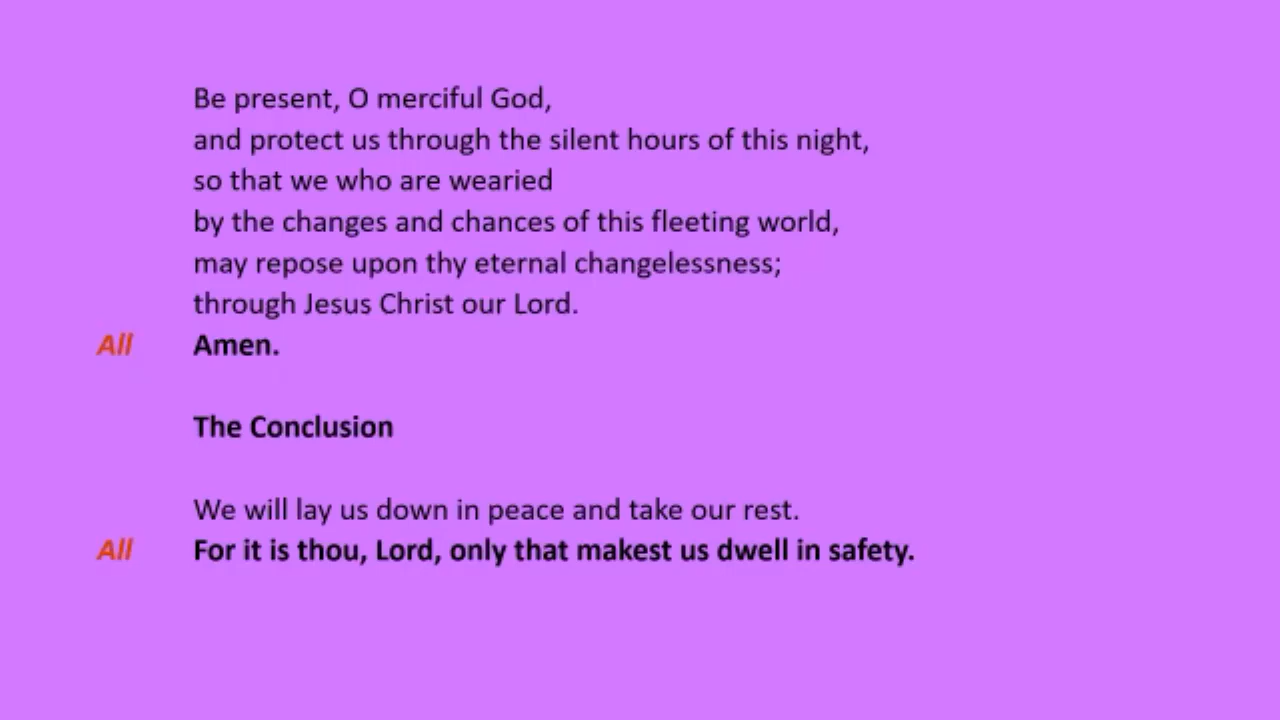 Be present, O merciful God,
and protect us through the silent hours of this night,
so that we who are wearied
by the changes and chances of this fleeting world,
may repose upon thy eternal changelessness;
through Jesus Christ our Lord.
All Amen.
The Conclusion
We will lay us down in peace and take our rest.
All For it is thou, Lord, only that makest us dwell in safety.